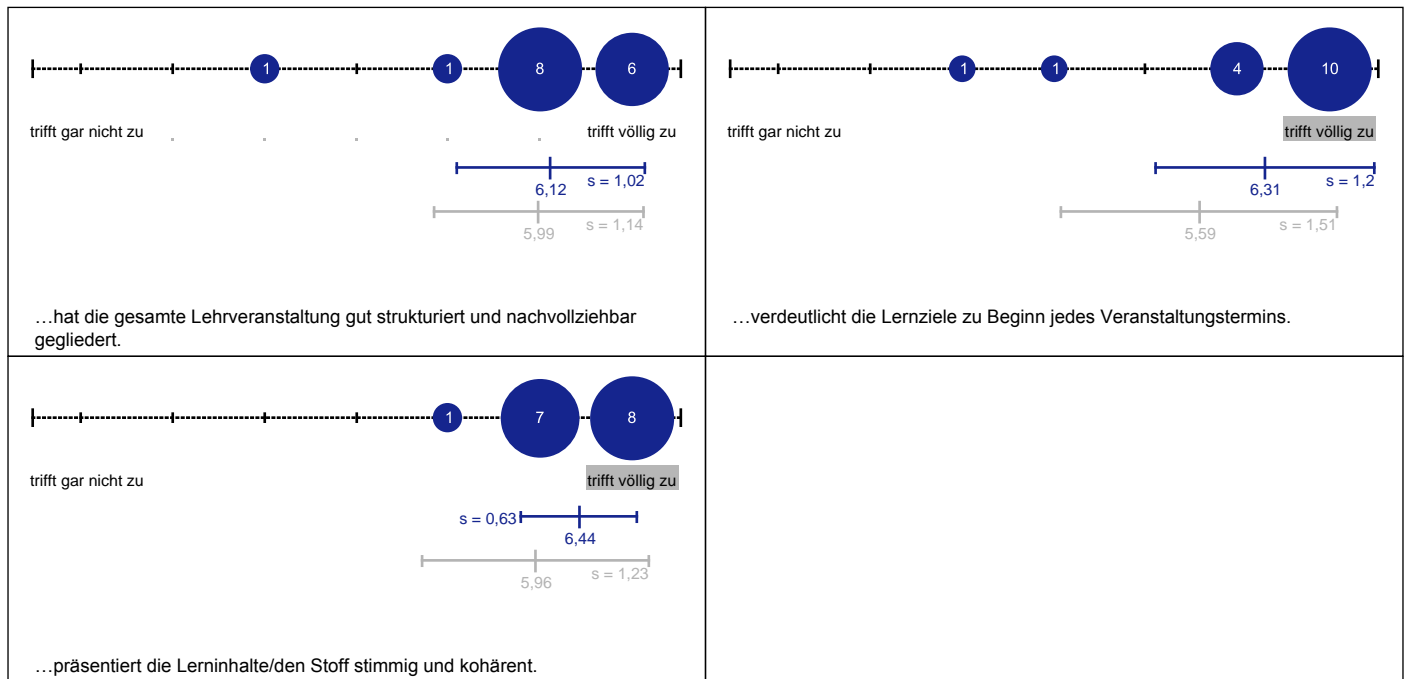 1 1 8 6
trifft gar nicht zu trifft völlig zu
6,12 s = 1,02
5,99 s = 1,14
…hat die gesamte Lehrveranstaltung gut strukturiert und nachvollziehbar
gegliedert.
1 1 4 10
trifft gar nicht zu trifft völlig zu
6,31 s = 1,2
5,59 s = 1,51
…verdeutlicht die Lernziele zu Beginn jedes Veranstaltungstermins.
1 7 8
trifft gar nicht zu trifft völlig zu
s = 0,63 6,44
5,96 s = 1,23
…präsentiert die Lerninhalte/den Stoff stimmig und kohärent.